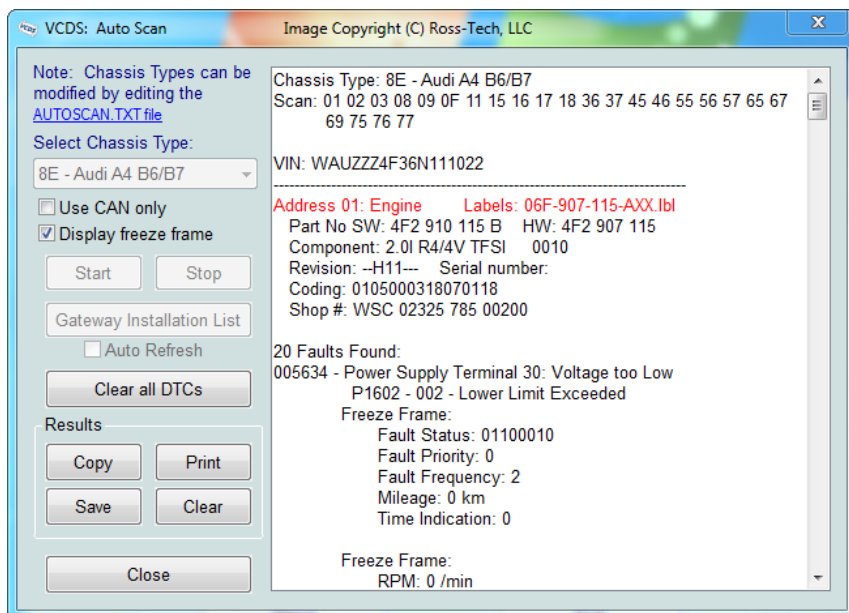 VCDS: Auto Scan
Image Copyright (C) Ross-Tech, LLC
Note: Chassis Types can be
modified by editing the
AUTOSCAN.TXT file
Select Chassis Type:
8E - Audi A4 B6/B7
Use CAN only
Display freeze frame
Start
Stop
Gateway Installation List
Auto Refresh
Clear all DTCs
Results
Copy
Print
Save
Clear
Close
Chassis Type: 8E - Audi A4 B6/B7
Scan: 01 02 03 08 09 0F 11 15 16 17 18 36 37 45 46 55 56 57 65 67
69 75 76 77
VIN: WAUZZZ4F36N111022
-------------------------------------------------------------------------------
Address 01: Engine Labels: 06F-907-115-AXX.lbl
Part No SW: 4F2 910 115 B HW: 4F2 907 115
Component: 2.0l R4/4V TFSI 0010
Revision: --H11--- Serial number:
Coding: 0105000318070118
Shop #: WSC 02325 785 00200
20 Faults Found:
005634 - Power Supply Terminal 30: Voltage too Low
P1602 - 002 - Lower Limit Exceeded
Freeze Frame:
Fault Status: 01100010
Fault Priority: 0
Fault Frequency: 2
Mileage: 0 km
Time Indication: 0
Freeze Frame:
RPM: 0 /min